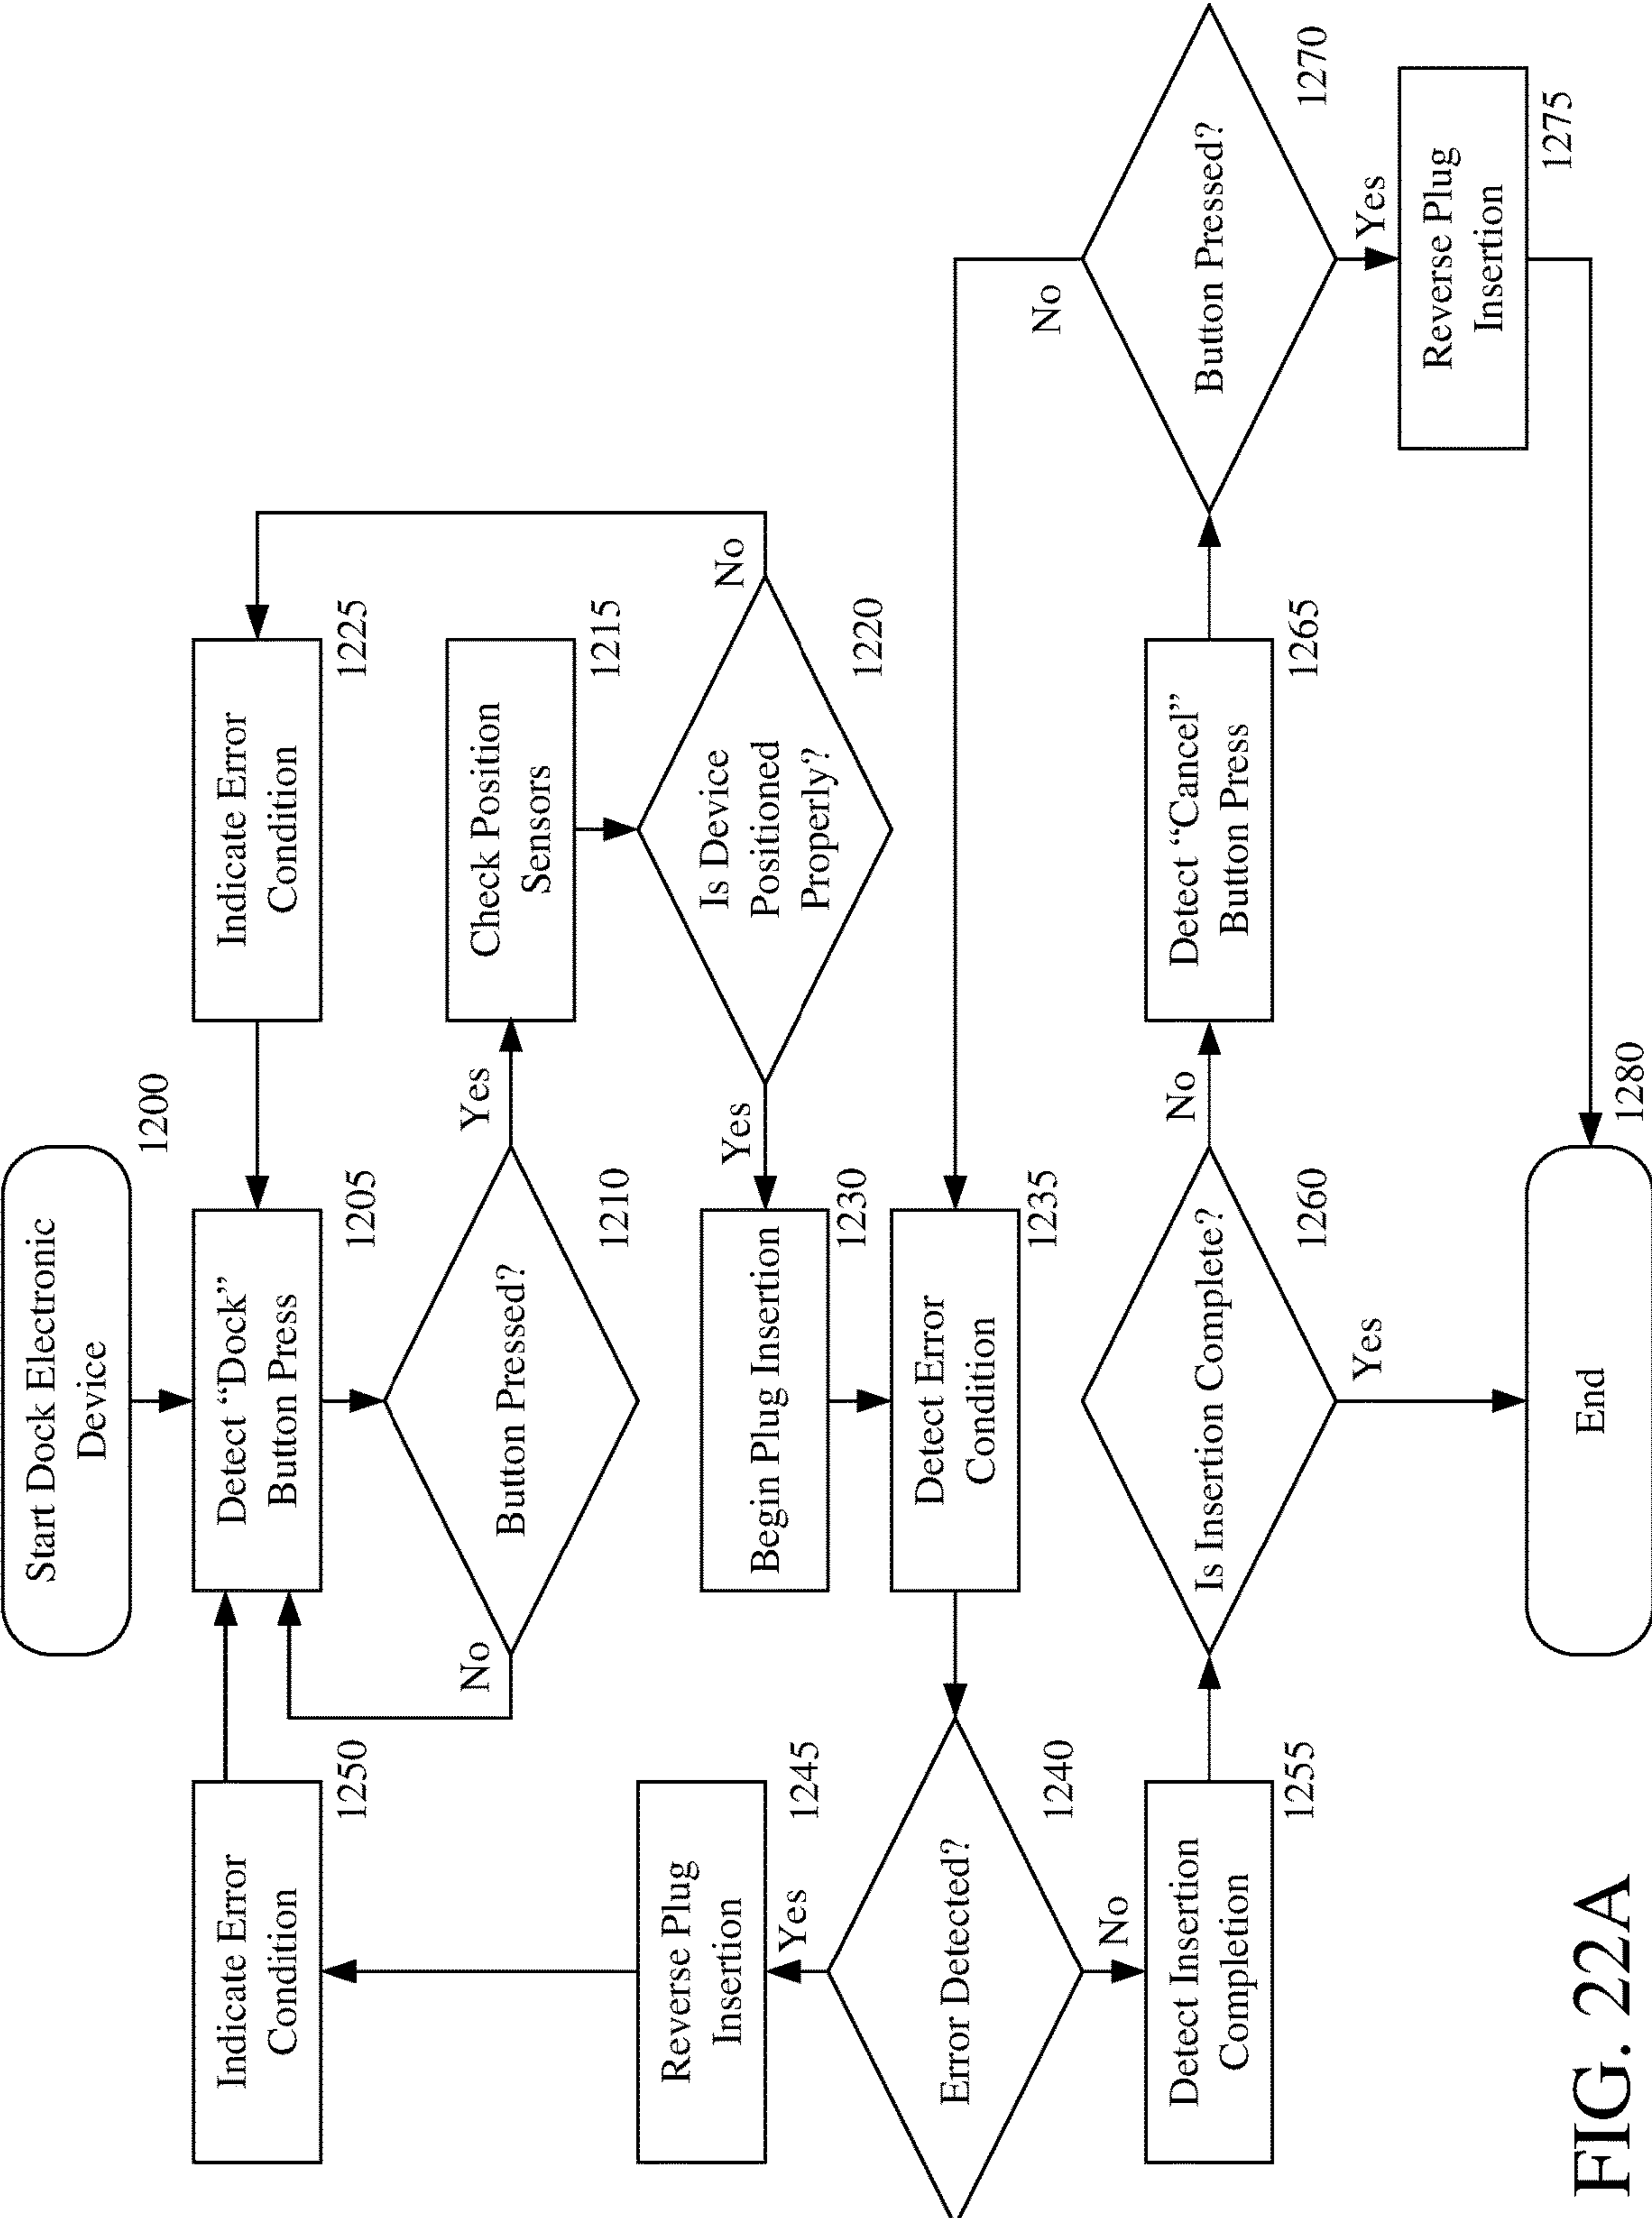 Start Dock Electronic
Device
1200
Indicate Error
Condition
1250
Detect “Dock”
Button Press
1205
Indicate Error
Condition
1225
No
Button Pressed?
1210
Yes
Check Position
Sensors
1215
Reverse Plug
Insertion
1245
Begin Plug Insertion
1230
Yes
Is Device
Positioned
Properly?
1220
No
Yes
Error Detected?
1240
No
Detect Error
Condition
1235
No
Detect Insertion
Completion
1255
Is Insertion Complete?
1260
No
Yes
Detect “Cancel”
Button Press
1265
Button Pressed?
1270
Yes
Reverse Plug
Insertion
1275
End
1280
FIG. 22A